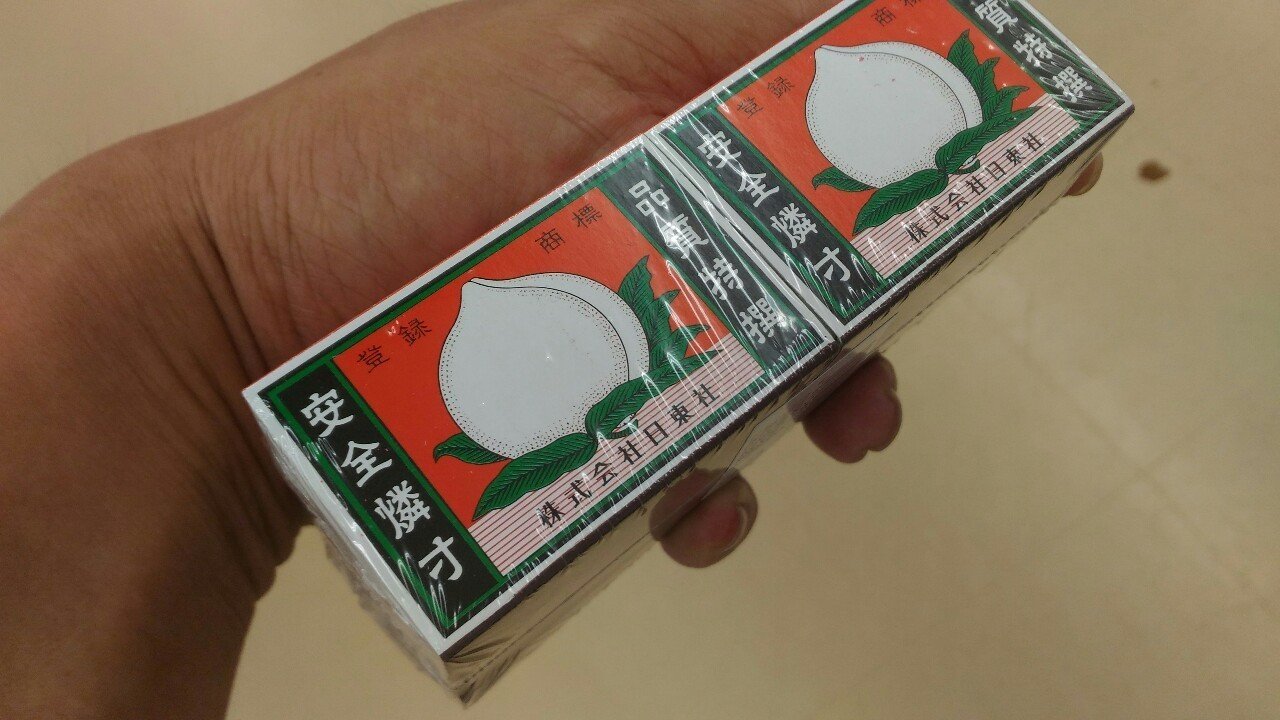 安全燐寸
登録
商標
品質特撰
株式会社日東社
安全燐寸
登録
商標
質特撰
株式会社日東社